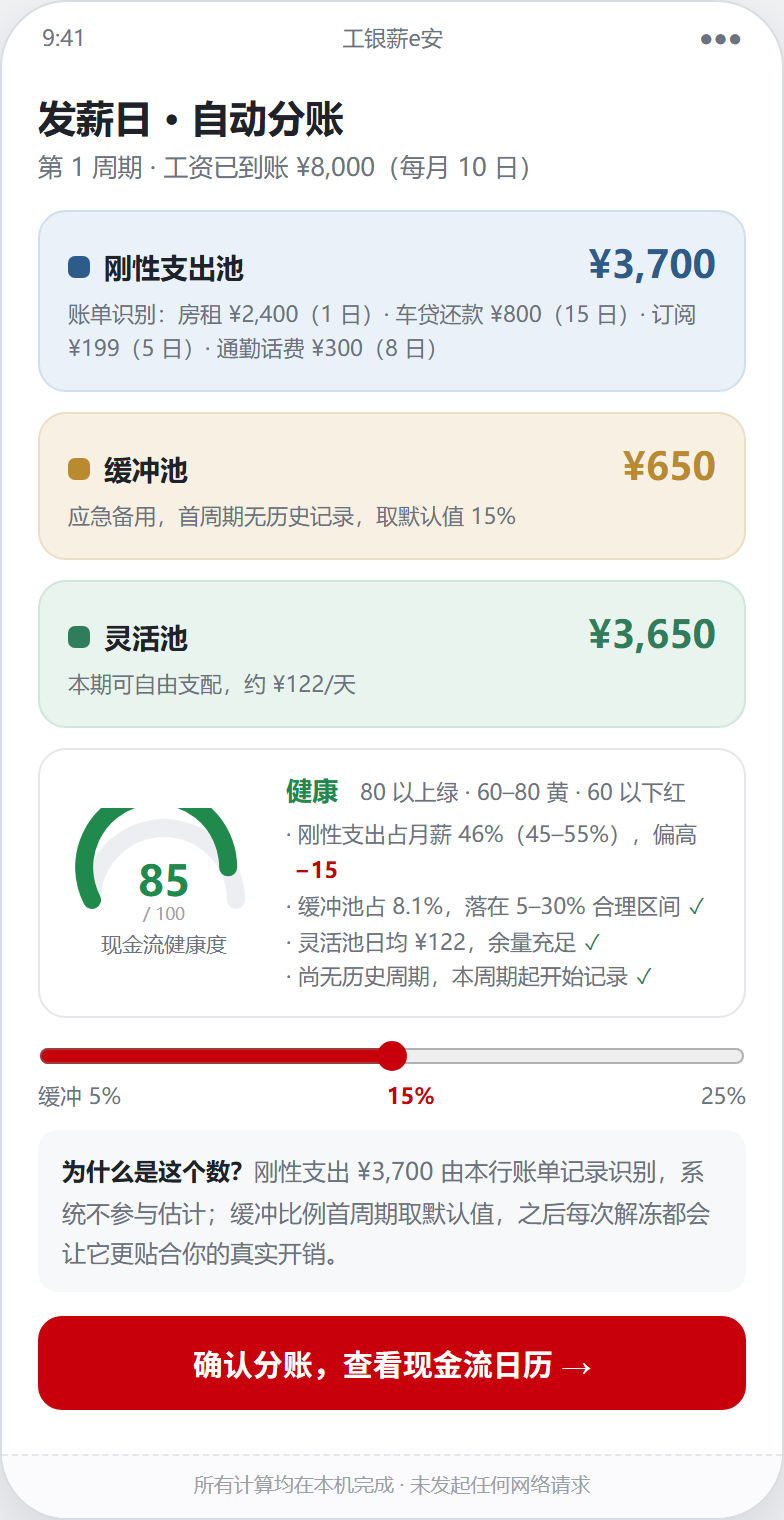 9:41
工银薪e安
●●●
发薪日 · 自动分账
第 1 周期 · 工资已到账 ¥8,000（每月 10 日）
刚性支出池
¥3,700
账单识别：房租 ¥2,400（1 日）· 车贷还款 ¥800（15 日）· 订阅
¥199（5 日）· 通勤话费 ¥300（8 日）
缓冲池
¥650
应急备用，首周期无历史记录，取默认值 15%
灵活池
¥3,650
本期可自由支配，约 ¥122/天
85
/ 100
现金流健康度
健康 80 以上绿 · 60–80 黄 · 60 以下红
· 刚性支出占月薪 46%（45–55%），偏高
−15
· 缓冲池占 8.1%，落在 5–30% 合理区间 ✓
· 灵活池日均 ¥122，余量充足 ✓
· 尚无历史周期，本周期起开始记录 ✓
缓冲 5%
15%
25%
为什么是这个数？刚性支出 ¥3,700 由本行账单记录识别，系
统不参与估计；缓冲比例首周期取默认值，之后每次解冻都会
让它更贴合你的真实开销。
确认分账，查看现金流日历 →
所有计算均在本机完成 · 未发起任何网络请求